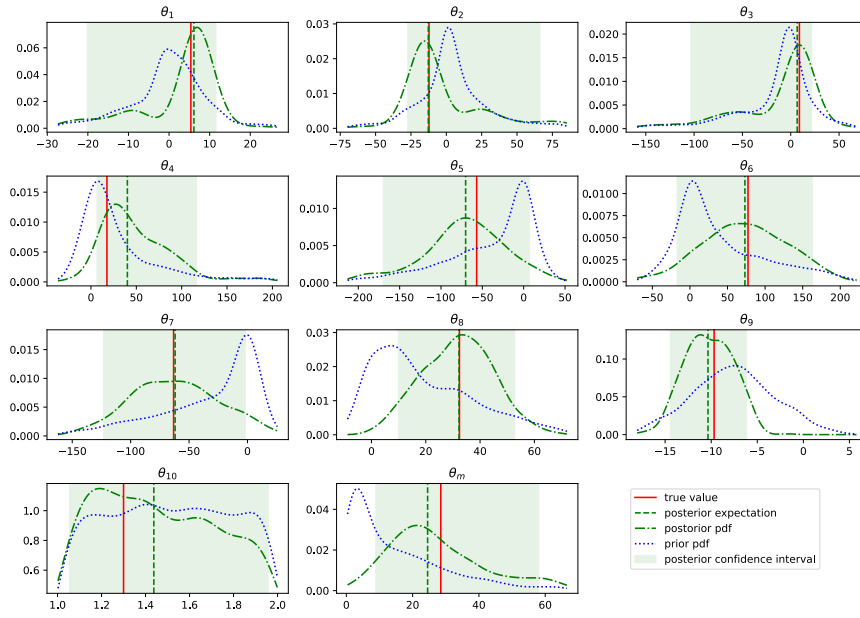 θ1 θ2 θ3
0.06 0.04 0.02 0.00
−30 −20 −10 0 10 20
0.03 0.02 0.01 0.00
−75 −50 −25 0 25 50 75
0.020 0.015 0.010 0.005 0.000
−150 −100 −50 0 50
θ4 θ5 θ6
0.015 0.010 0.005 0.000
0 50 100 150 200
0.010 0.005 0.000
−200 −150 −100 −50 0 50
0.0100 0.0075 0.0050 0.0025 0.0000
−50 0 50 100 150 200
θ7 θ8 θ9
0.015 0.010 0.005 0.000
−150 −100 −50 0
0.03 0.02 0.01 0.00
0 20 40 60
0.10 0.05 0.00
−15 −10 −5 0 5
θ10 θm
1.0 0.8 0.6
1.0 1.2 1.4 1.6 1.8 2.0
0.04 0.02 0.00
0 20 40 60
true value
posterior expectation
postorior pdf
prior pdf
posterior confidence interval